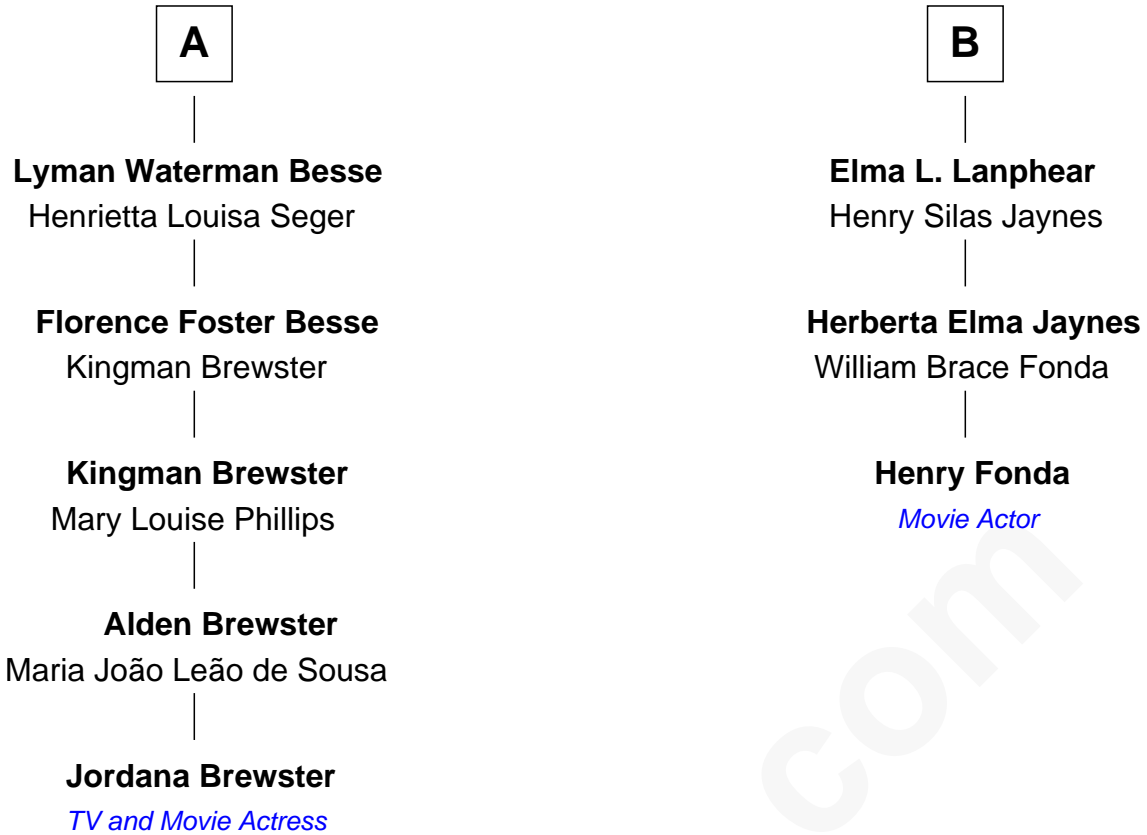 A
Lyman Waterman Besse
Henrietta Louisa Seger
Florence Foster Besse
Kingman Brewster
Kingman Brewster
Mary Louise Phillips
Alden Brewster
Maria João Leão de Sousa
Jordana Brewster
TV and Movie Actress
B
Elma L. Lanphear
Henry Silas Jaynes
Herberta Elma Jaynes
William Brace Fonda
Henry Fonda
Movie Actor
com